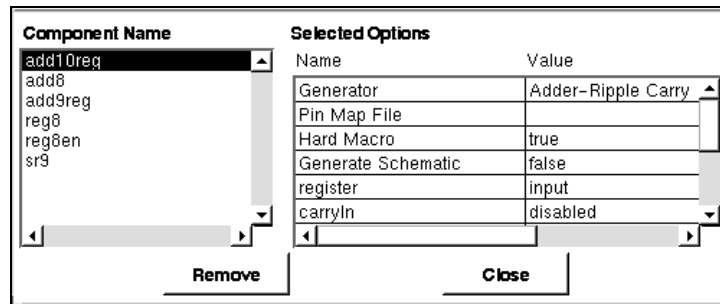 Component Name
Selected Options
add10reg
add8
add9reg
reg8
reg8en
sr9
Name Value
Generator Adder-Ripple Carry
Pin Map File
Hard Macro true
Generate Schematic false
register input
carryIn disabled
Remove Close